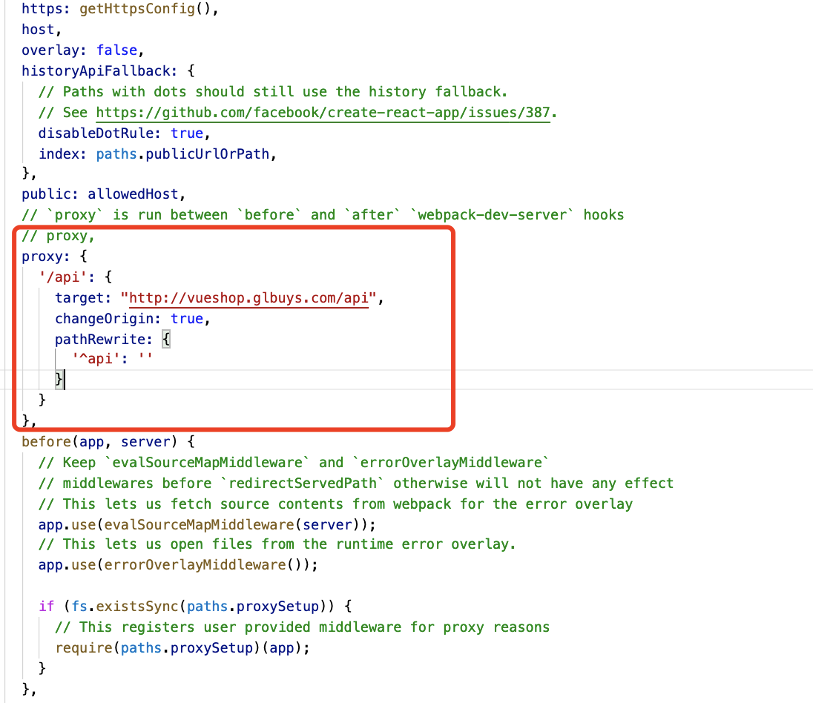 https: getHttpsConfig(),
host,
overlay: false,
historyApiFallback: {
// Paths with dots should still use the history fallback.
// See https://github.com/facebook/create-react-app/issues/387.
disableDotRule: true,
index: paths.publicUrlOrPath,
},
public: allowedHost,
// `proxy` is run between `before` and `after` `webpack-dev-server` hooks
// proxy,
proxy: {
'/api': {
target: "http://vueshop.glbuys.com/api",
changeOrigin: true,
pathRewrite: {
'^api': ''
}
}
},
before(app, server) {
// Keep `evalSourceMapMiddleware` and `errorOverlayMiddleware`
// middlewares before `redirectServedPath` otherwise will not have any effect
// This lets us fetch source contents from webpack for the error overlay
app.use(evalSourceMapMiddleware(server));
// This lets us open files from the runtime error overlay.
app.use(errorOverlayMiddleware());
if (fs.existsSync(paths.proxySetup)) {
// This registers user provided middleware for proxy reasons
require(paths.proxySetup)(app);
}
},